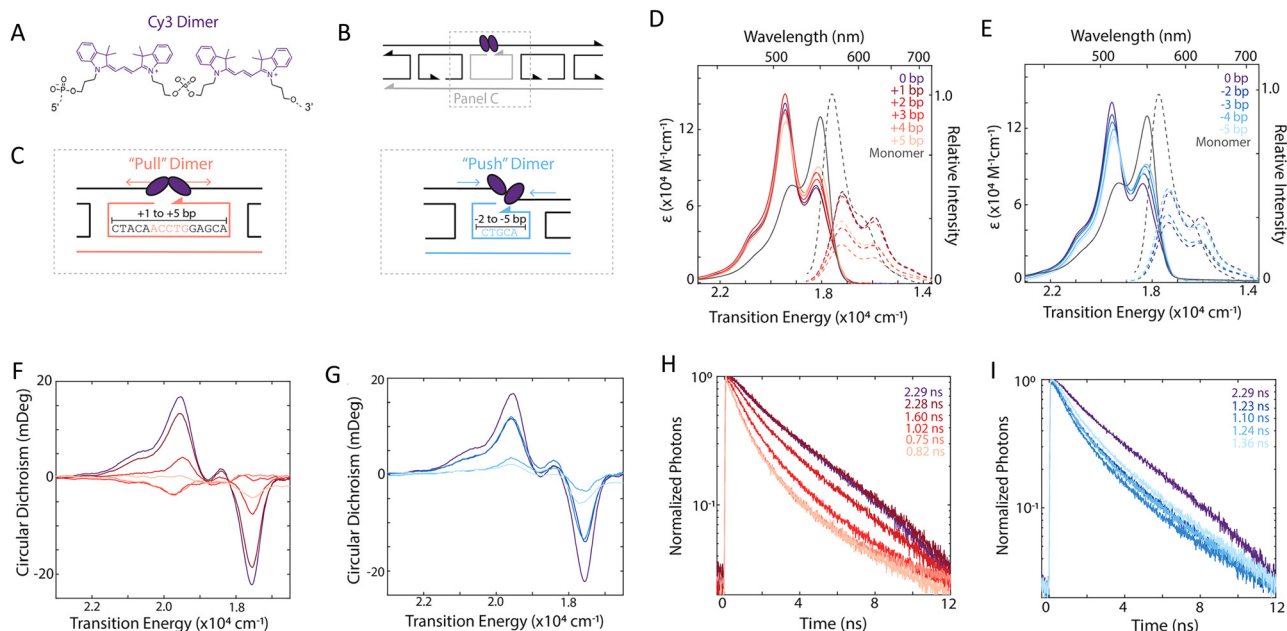 A
Cy3 Dimer
N
N+
N
N+
O-P-O
O
O
O P O
O
O
5'
3'
B
Panel C
C
"Pull" Dimer
+1 to +5 bp
CTACAACCTGGAGCA
"Push" Dimer
-2 to -5 bp
CTGCA
D
Wavelength (nm)
500
600
700
0 bp
+1 bp
+2 bp
+3 bp
+4 bp
+5 bp
Monomer
ε (x10⁴ M⁻¹cm⁻¹)
12
6
0
1.0
0
Relative Intensity
2.2
1.8
1.4
Transition Energy (x10⁴ cm⁻¹)
E
Wavelength (nm)
500
600
700
0 bp
-2 bp
-3 bp
-4 bp
-5 bp
Monomer
ε (x10⁴ M⁻¹cm⁻¹)
12
6
0
1.0
0
Relative Intensity
2.2
1.8
1.4
Transition Energy (x10⁴ cm⁻¹)
F
Circular Dichroism (mDeg)
20
0
-20
2.2
2.0
1.8
Transition Energy (x10⁴ cm⁻¹)
G
Circular Dichroism (mDeg)
20
0
-20
2.2
2.0
1.8
Transition Energy (x10⁴ cm⁻¹)
H
Normalized Photons
10⁰
10⁻¹
2.29 ns
2.28 ns
1.60 ns
1.02 ns
0.75 ns
0.82 ns
0
4
8
12
Time (ns)
I
Normalized Photons
10⁰
10⁻¹
2.29 ns
1.23 ns
1.10 ns
1.24 ns
1.36 ns
0
4
8
12
Time (ns)